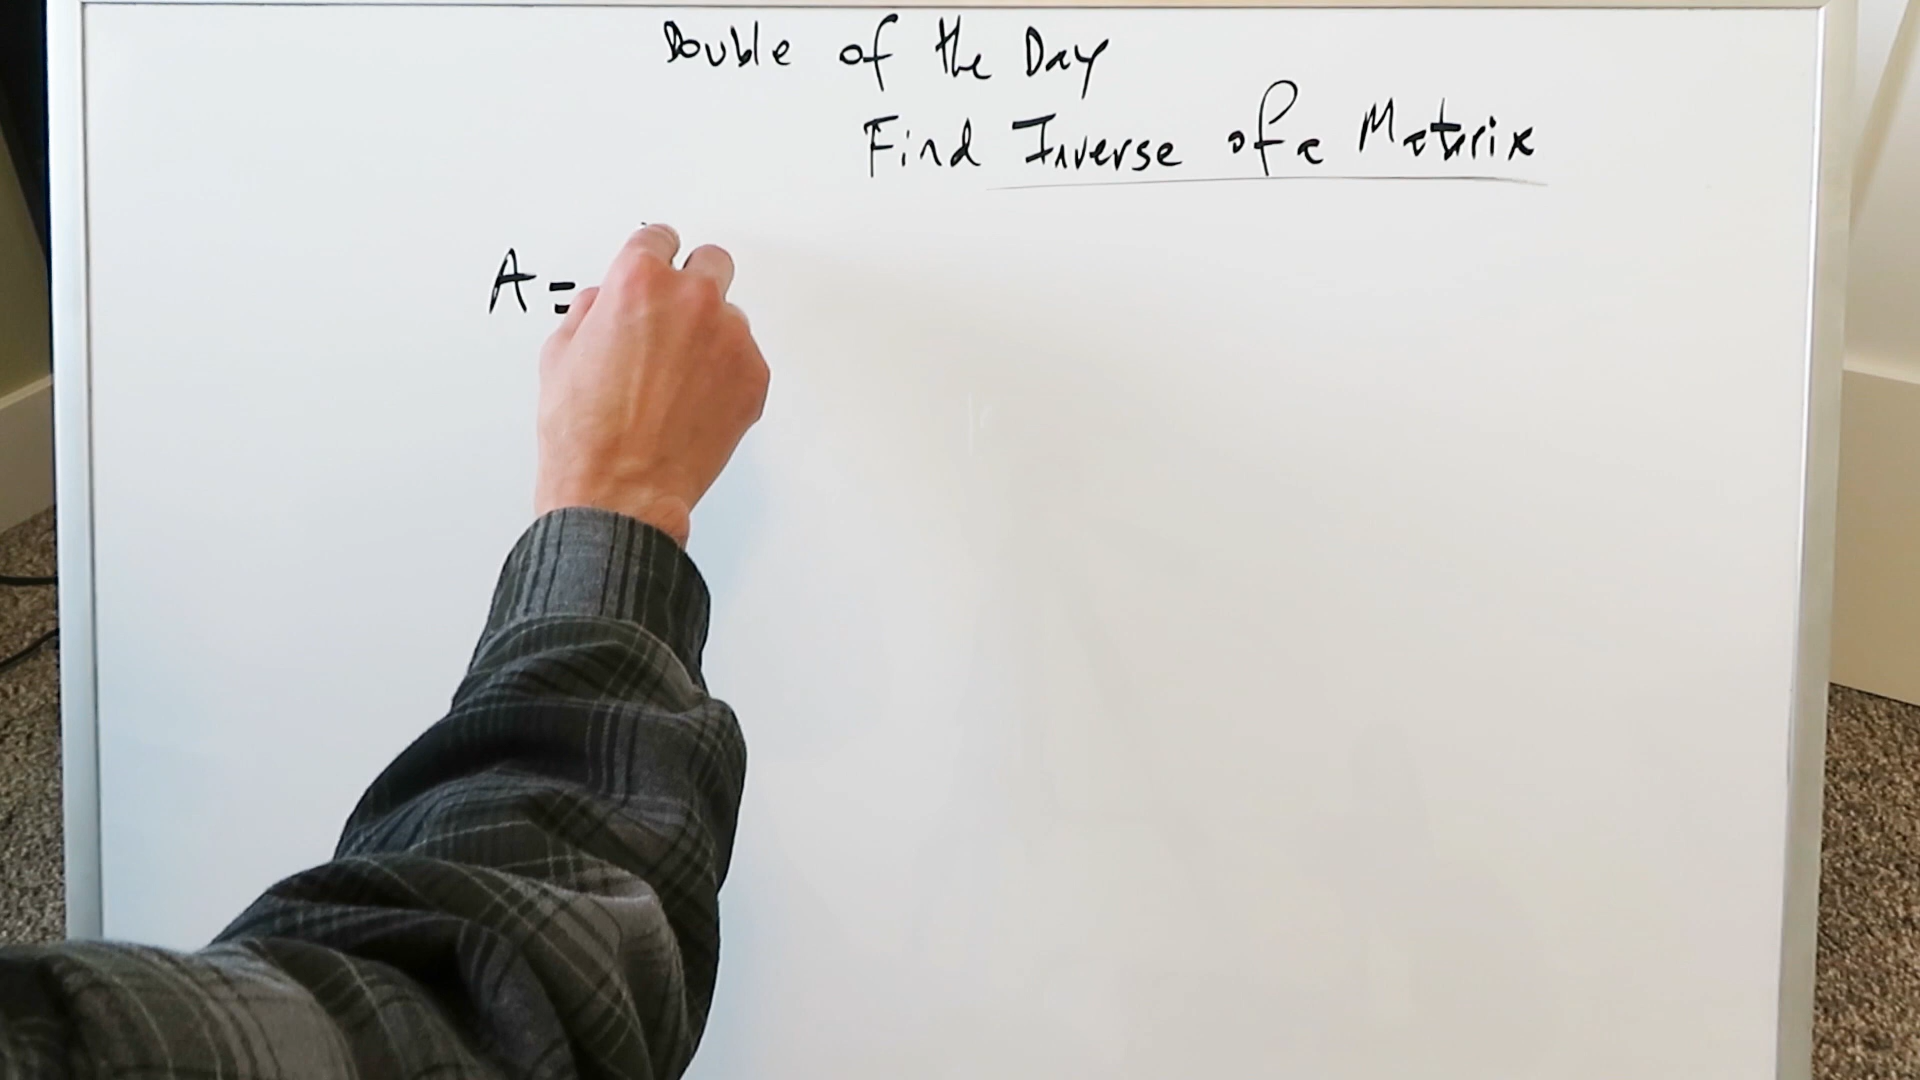 Double of the Day
Find Inverse of a Matrix
A =